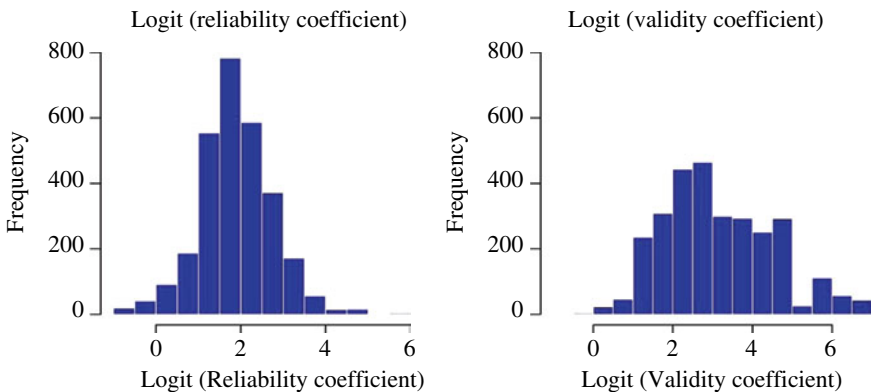 Logit (reliability coefficient)
800
600
400
200
0
Frequency
0 2 4 6
Logit (Reliability coefficient)
Logit (validity coefficient)
800
600
400
200
0
Frequency
0 2 4 6
Logit (Validity coefficient)